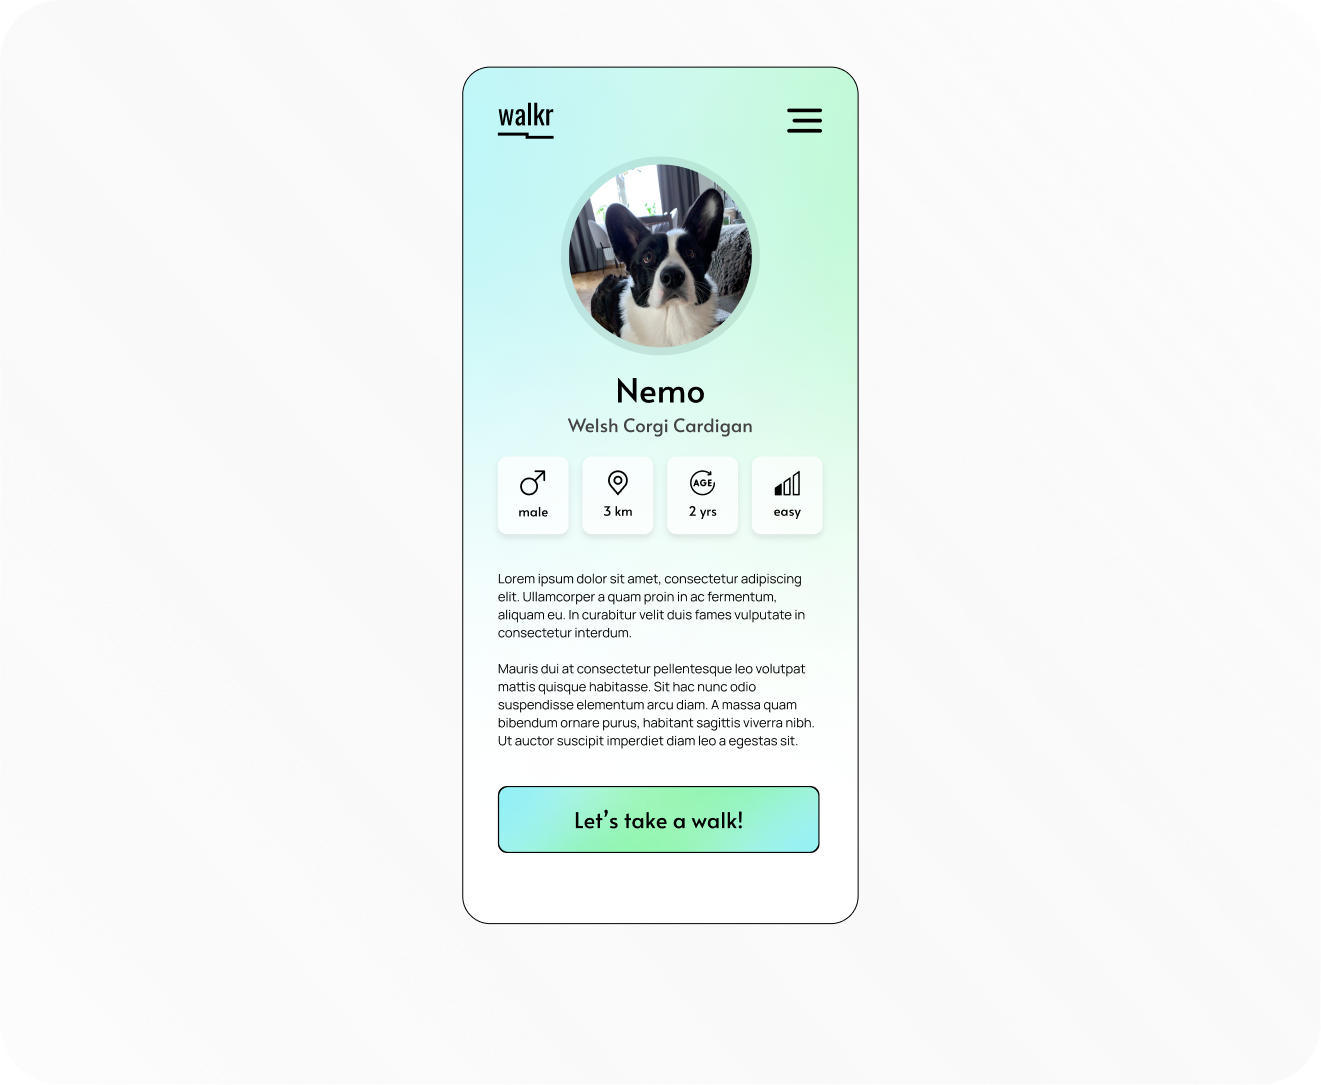 walkr
Nemo
Welsh Corgi Cardigan
male
3 km
AGE
2 yrs
easy
Lorem ipsum dolor sit amet, consectetur adipiscing
elit. Ullamcorper a quam proin in ac fermentum,
aliquam eu. In curabitur velit duis fames vulputate in
consectetur interdum.
Mauris dui at consectetur pellentesque leo volutpat
mattis quisque habitasse. Sit hac nunc odio
suspendisse elementum arcu diam. A massa quam
bibendum ornare purus, habitant sagittis viverra nibh.
Ut auctor suscipit imperdiet diam leo a egestas sit.
Let’s take a walk!